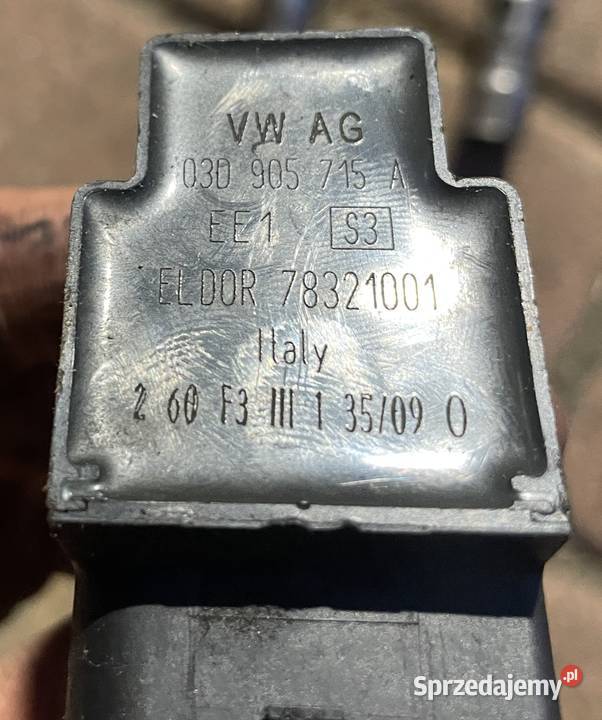 VW AG
03D 905 715 A
EE1 S3
ELDOR 78321001
Italy
2 60 F3 III 1 35/09 0
Sprzedajemy.pl